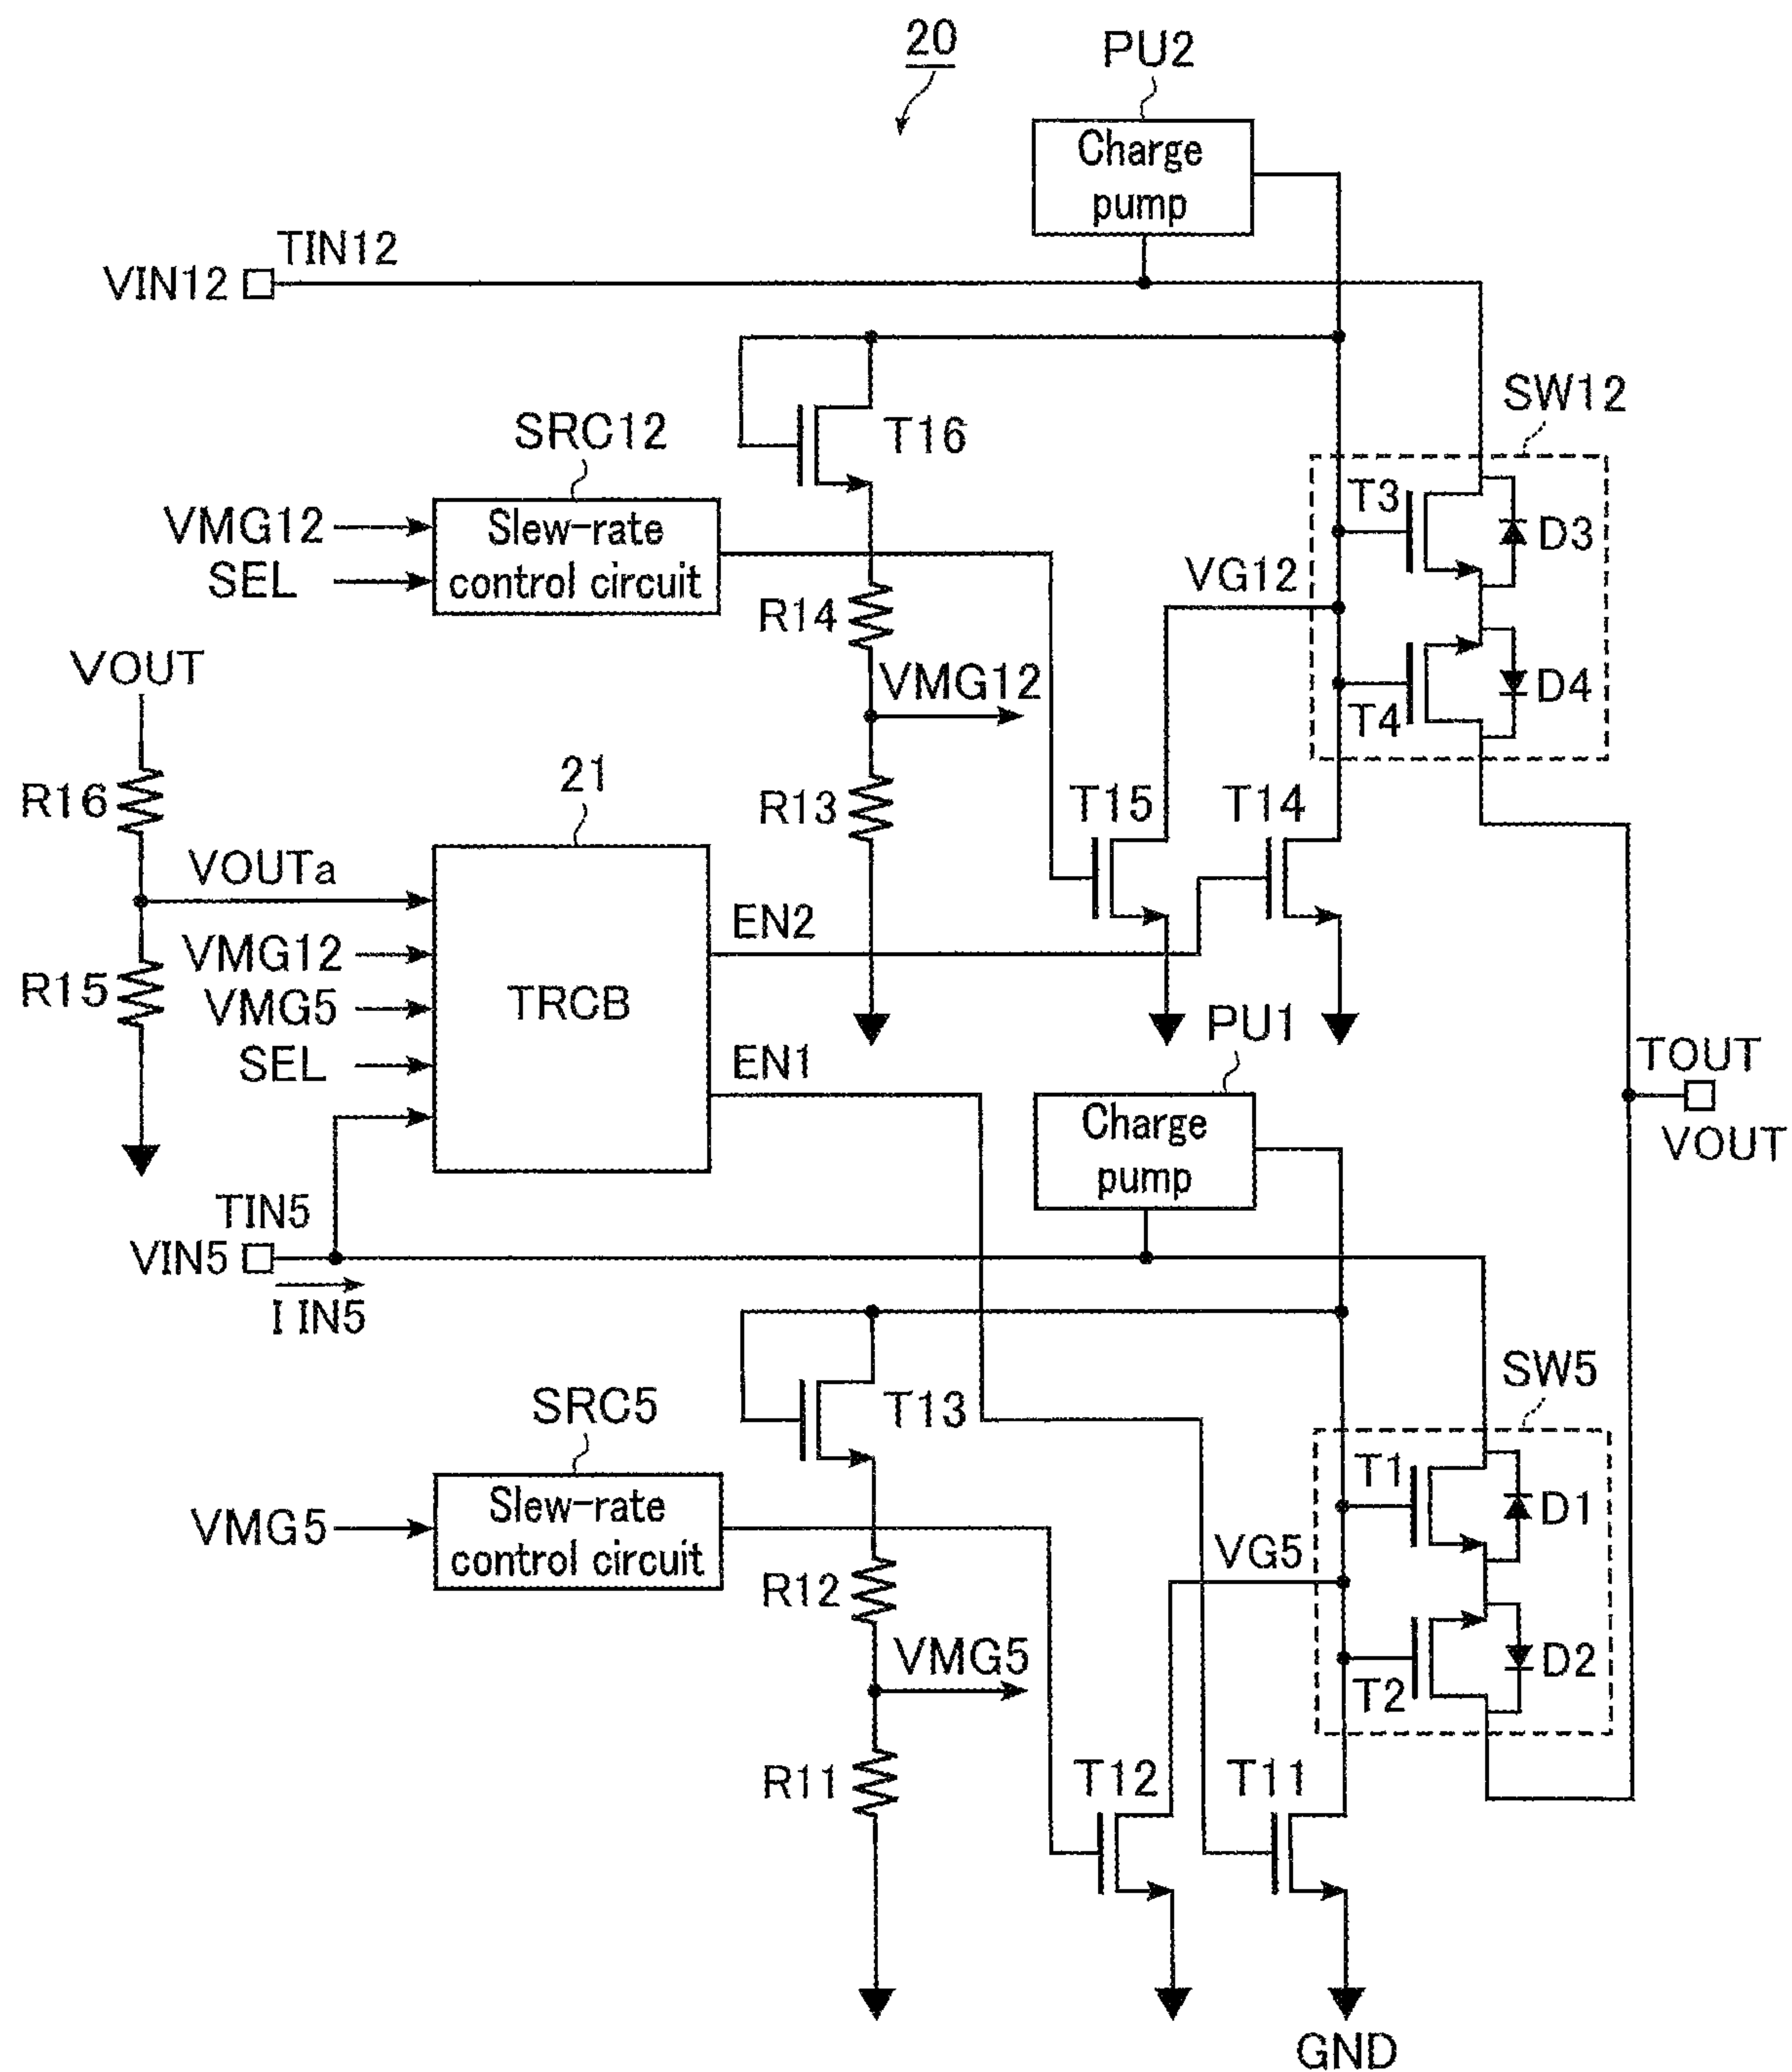 20
PU2
Charge
pump
TIN12
VIN12
SW12
SRC12
T16
T3
D3
VMG12
SEL
Slew-rate
control circuit
VG12
R14
VOUT
VMG12
T4
D4
21
R16
R13
T15
T14
VOUTa
EN2
VMG12
R15
VMG5
TRCB
PU1
SEL
EN1
TOUT
VOUT
Charge
pump
TIN5
VIN5
I IN5
SW5
SRC5
T13
T1
D1
VMG5
Slew-rate
control circuit
VG5
R12
VMG5
T2
D2
R11
T12
T11
GND